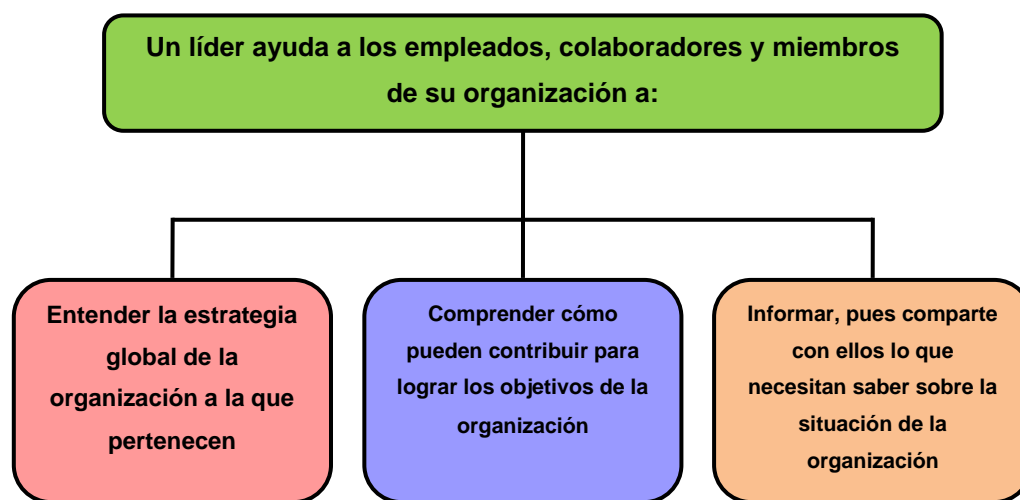 Un líder ayuda a los empleados, colaboradores y miembros
de su organización a:
Entender la estrategia
global de la
organización a la que
pertenecen
Comprender cómo
pueden contribuir para
lograr los objetivos de la
organización
Informar, pues comparte
con ellos lo que
necesitan saber sobre la
situación de la
organización